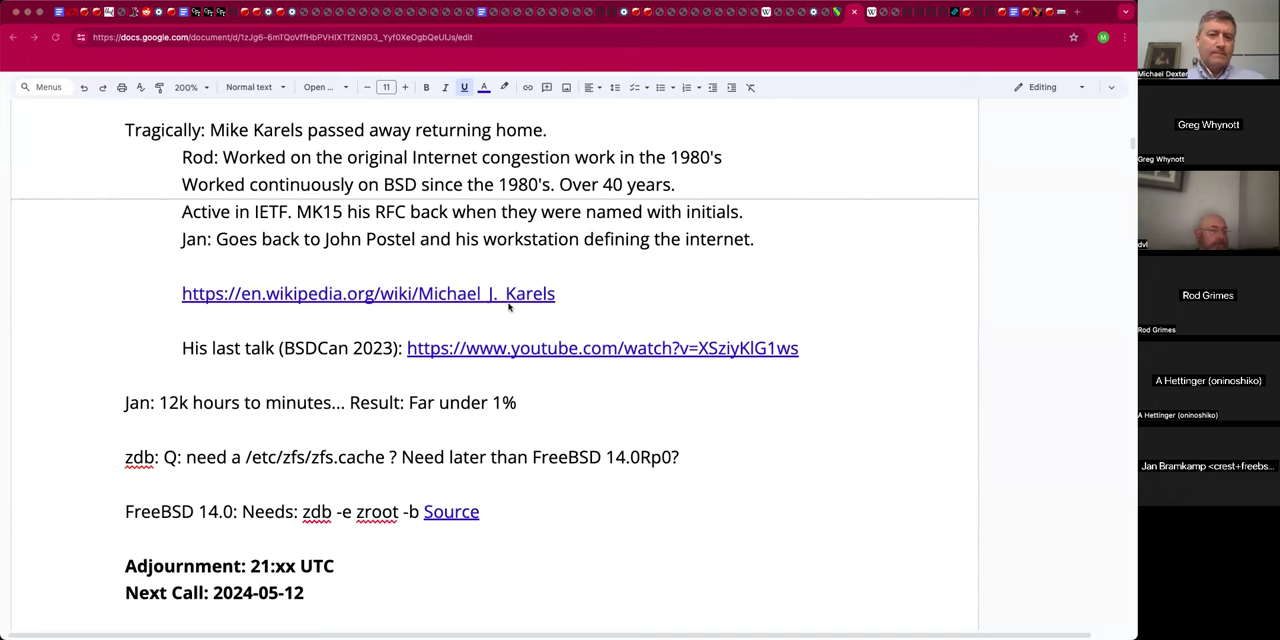 https://docs.google.com/document/d/1zJg6-6mTQoVffHbPVHIXTf2N9D3_Yyf0XeOgbQeUIJs/edit
M
Menus
200%
Normal text
Open ...
11
B
I
U
A
Editing
Tragically: Mike Karels passed away returning home.
Rod: Worked on the original Internet congestion work in the 1980's
Worked continuously on BSD since the 1980's. Over 40 years.
Active in IETF. MK15 his RFC back when they were named with initials.
Jan: Goes back to John Postel and his workstation defining the internet.
https://en.wikipedia.org/wiki/Michael_J._Karels
His last talk (BSDCan 2023): https://www.youtube.com/watch?v=XSziyKlG1ws
Jan: 12k hours to minutes... Result: Far under 1%
zdb: Q: need a /etc/zfs/zfs.cache ? Need later than FreeBSD 14.0Rp0?
FreeBSD 14.0: Needs: zdb -e zroot -b Source
Adjournment: 21:xx UTC
Next Call: 2024-05-12
Michael Dexter
Greg Whynott
Greg Whynott
dvl
Rod Grimes
Rod Grimes
A Hettinger (oninoshiko)
A Hettinger (oninoshiko)
Jan Bramkamp <crest+freebs...